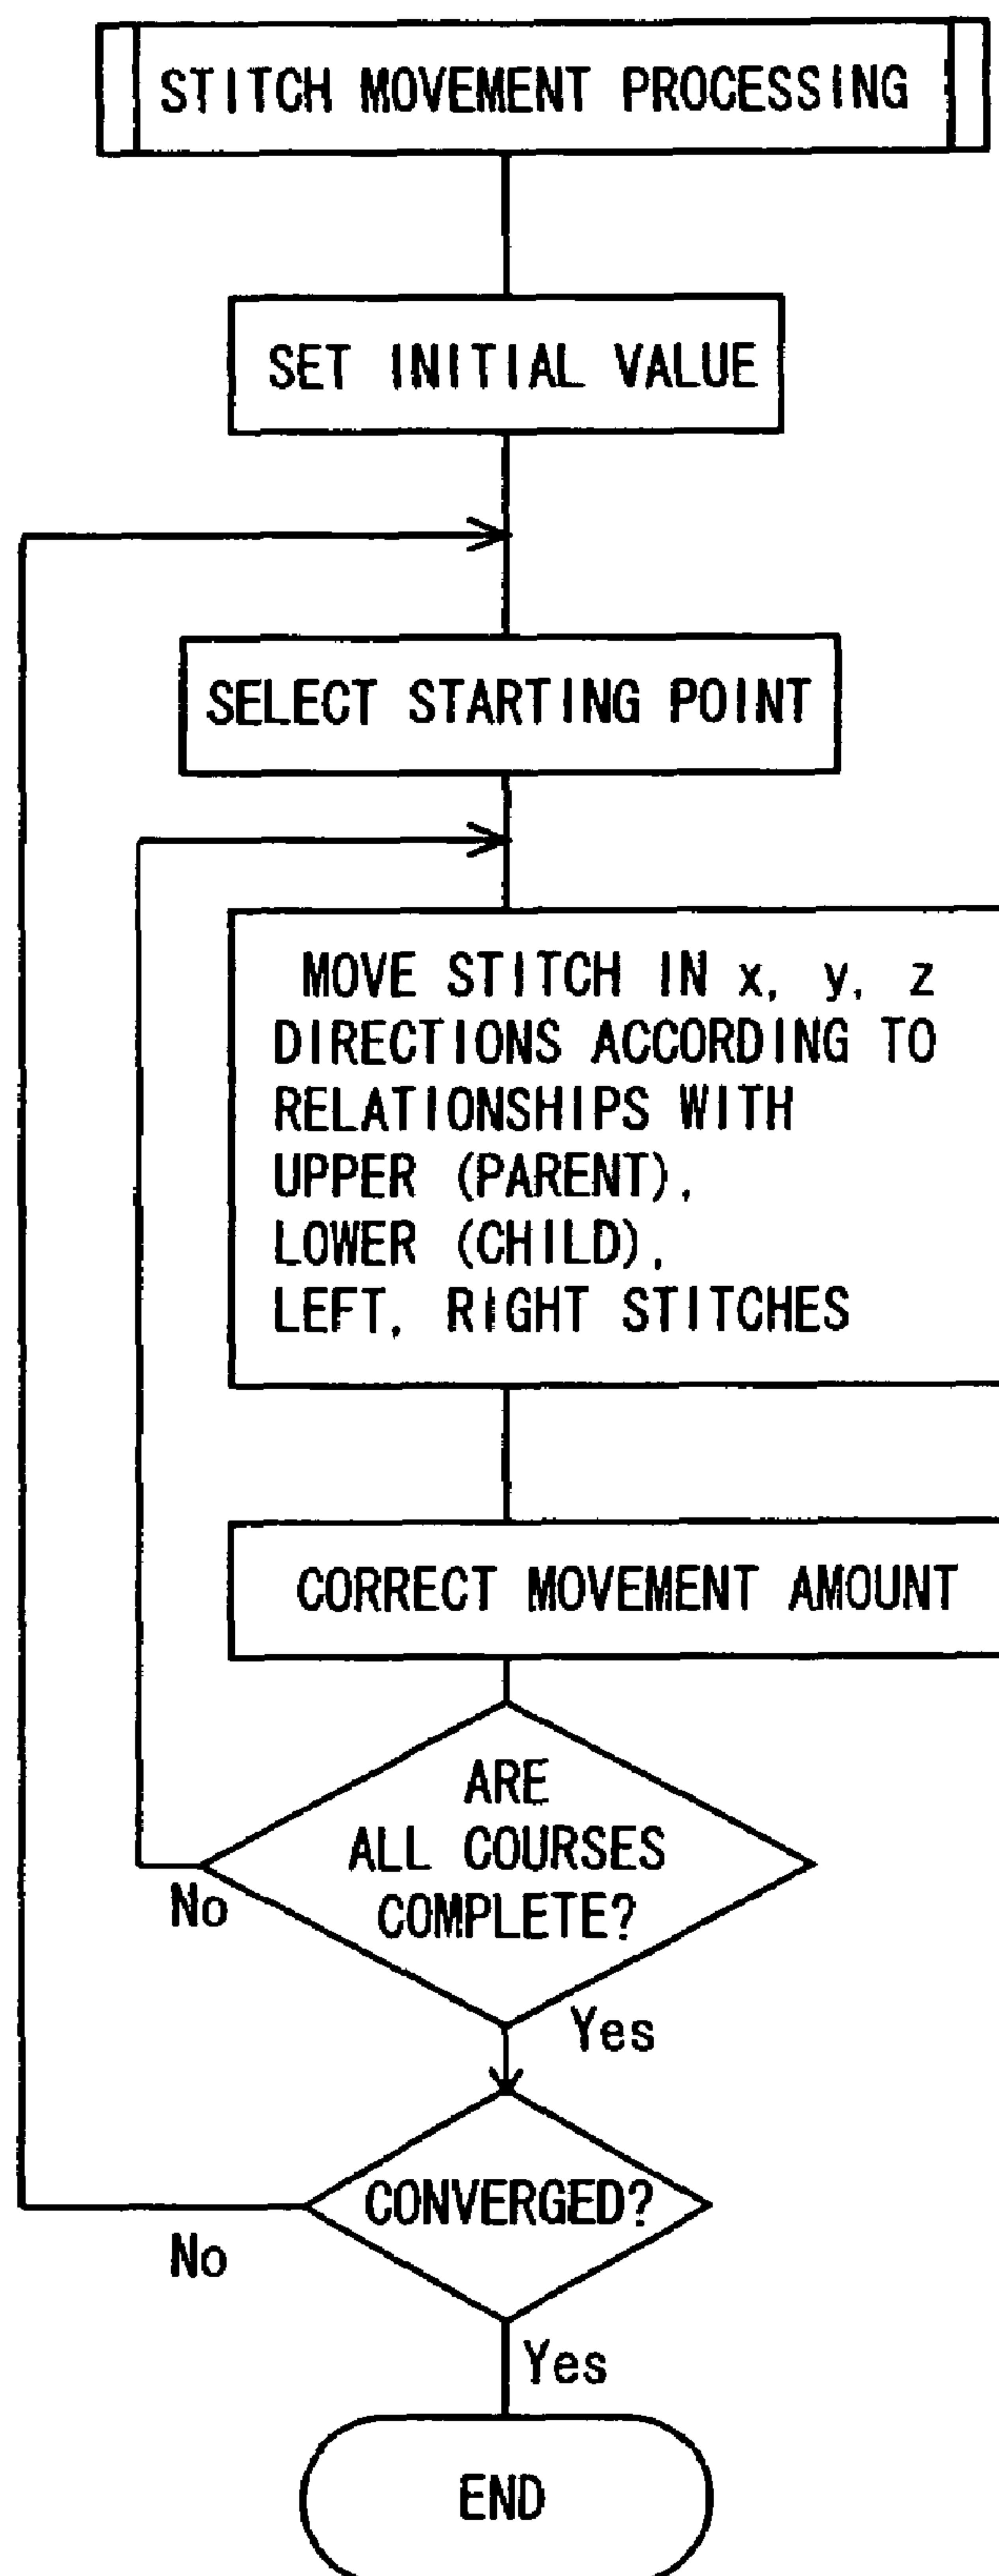 STITCH MOVEMENT PROCESSING
SET INITIAL VALUE
SELECT STARTING POINT
MOVE STITCH IN x, y, z
DIRECTIONS ACCORDING TO
RELATIONSHIPS WITH
UPPER (PARENT),
LOWER (CHILD),
LEFT, RIGHT STITCHES
CORRECT MOVEMENT AMOUNT
ARE
ALL COURSES
COMPLETE?
No
Yes
CONVERGED?
No
Yes
END